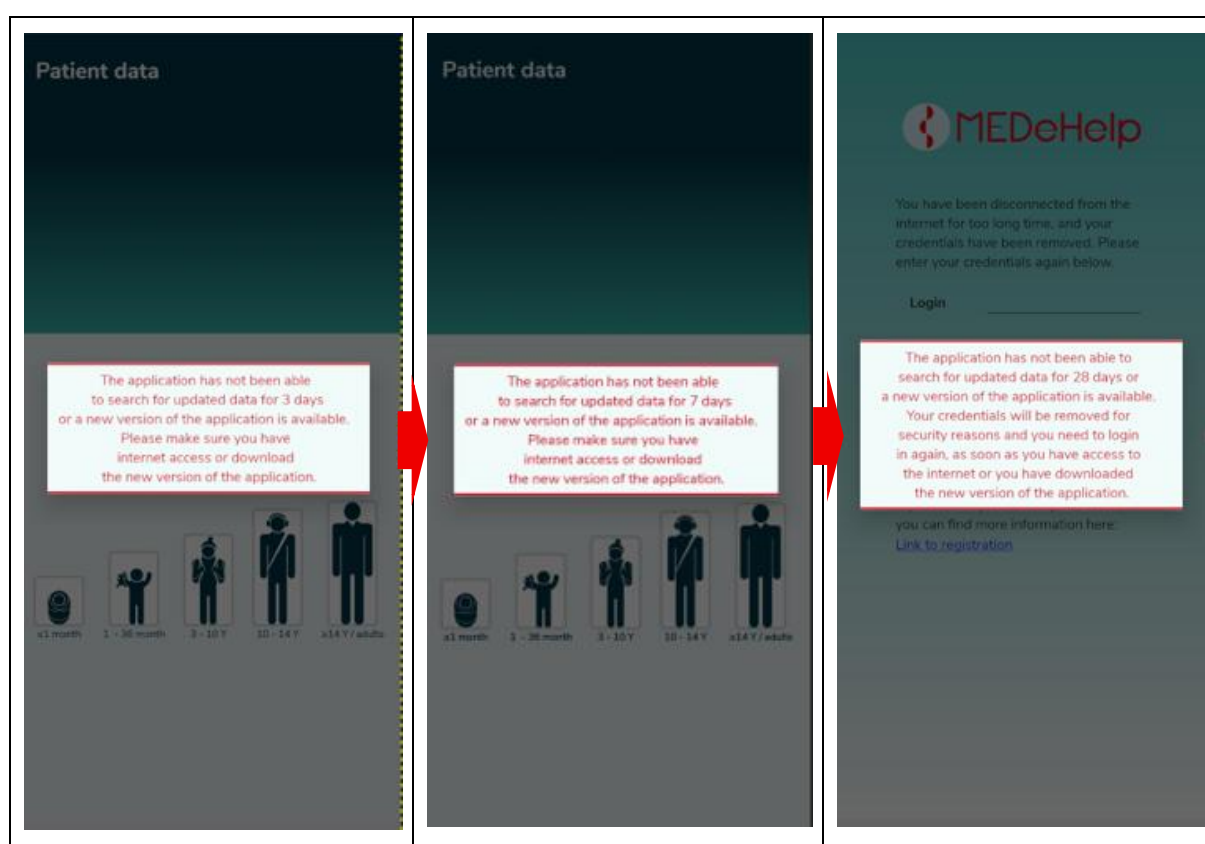 Patient data
The application has not been able
to search for updated data for 3 days
or a new version of the application is available.
Please make sure you have
internet access or download
the new version of the application.
≤1 month
1 - 36 month
3 - 10 Y
10 - 14 Y
≥14 Y / adults
Patient data
The application has not been able
to search for updated data for 7 days
or a new version of the application is available.
Please make sure you have
internet access or download
the new version of the application.
≤1 month
1 - 36 month
3 - 10 Y
10 - 14 Y
≥14 Y / adults
MEDeHelp
You have been disconnected from the
internet for too long time, and your
credentials have been removed. Please
enter your credentials again below.
Login
The application has not been able to
search for updated data for 28 days or
a new version of the application is available.
Your credentials will be removed for
security reasons and you need to login
in again, as soon as you have access to
the internet or you have downloaded
the new version of the application.
you can find more information here:
Link to registration